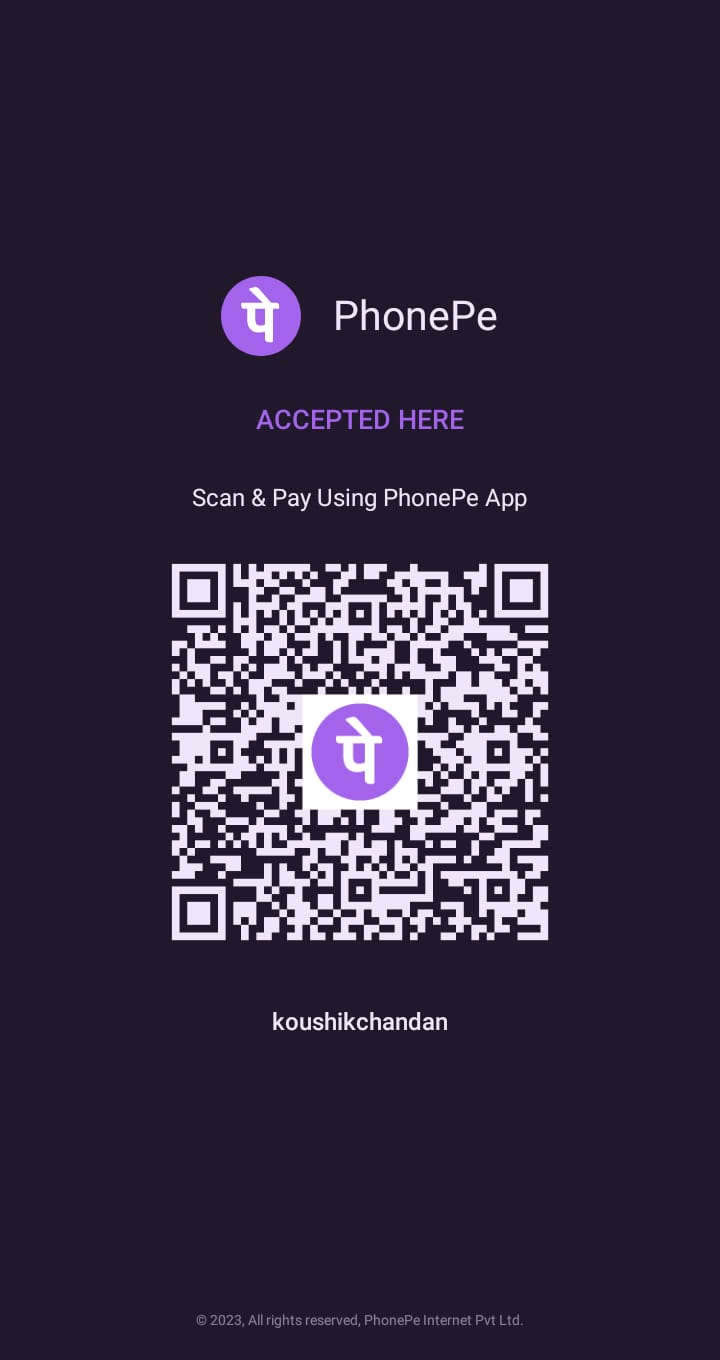 पे PhonePe
ACCEPTED HERE
Scan & Pay Using PhonePe App
पे
koushikchandan
© 2023, All rights reserved, PhonePe Internet Pvt Ltd.